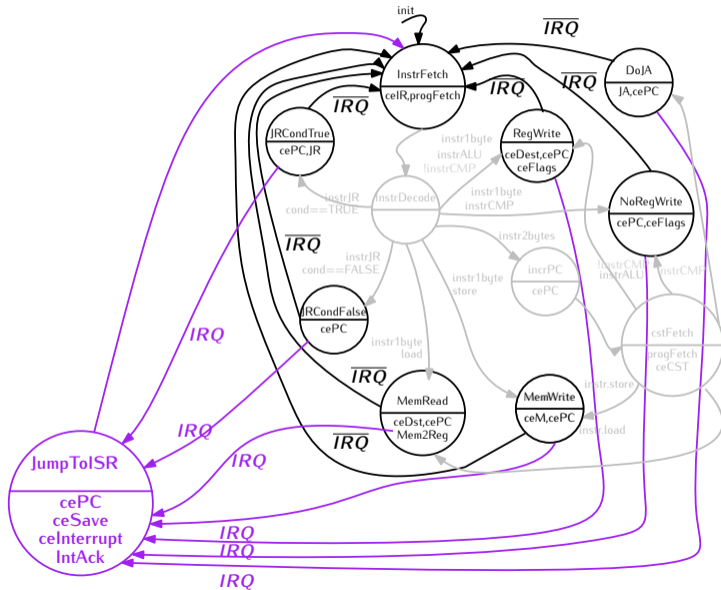 init
IRQ
IRQ
DoJA
JA,cePC
InstrFetch
ceIR,progFetch
IRQ
IRQ
JRCondTrue
cePC,JR
instr1byte
instrALU
!instrCMP
RegWrite
ceDest,cePC
ceFlags
InstrDecode
instrJR
cond==TRUE
instr1byte
instrCMP
NoRegWrite
cePC,ceFlags
IRQ
instr2bytes
instrJR
cond==FALSE
!instrCMP
instrALU
instrCMP
instr1byte
store
incrPC
cePC
JRCondFalse
cePC
IRQ
instr1byte
load
cstFetch
progFetch
ceCST
IRQ
MemRead
ceDst,cePC
Mem2Reg
MemWrite
ceM,cePC
instr.store
instr.load
IRQ
IRQ
JumpToISR
IRQ
cePC
ceSave
ceInterrupt
IntAck
IRQ
IRQ
IRQ